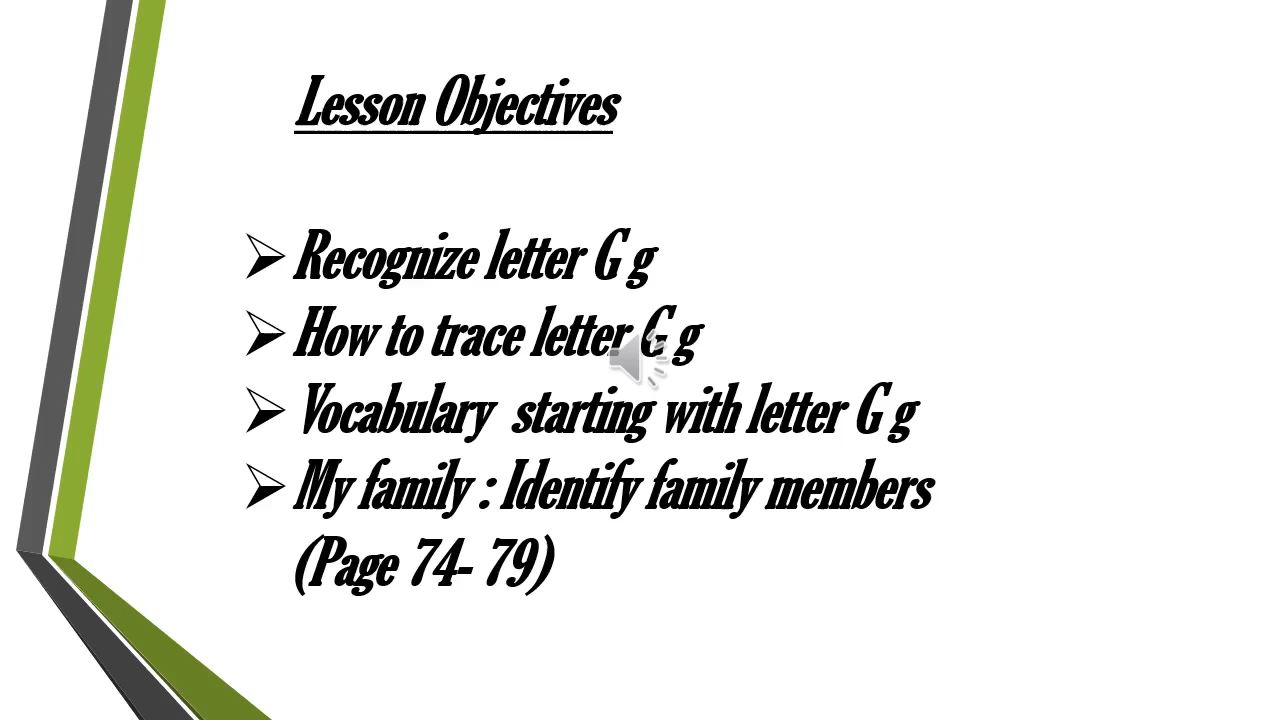 Lesson Objectives
Recognize letter G g
How to trace letter G g
Vocabulary  starting with letter G g
My family : Identify family members
(Page 74- 79)